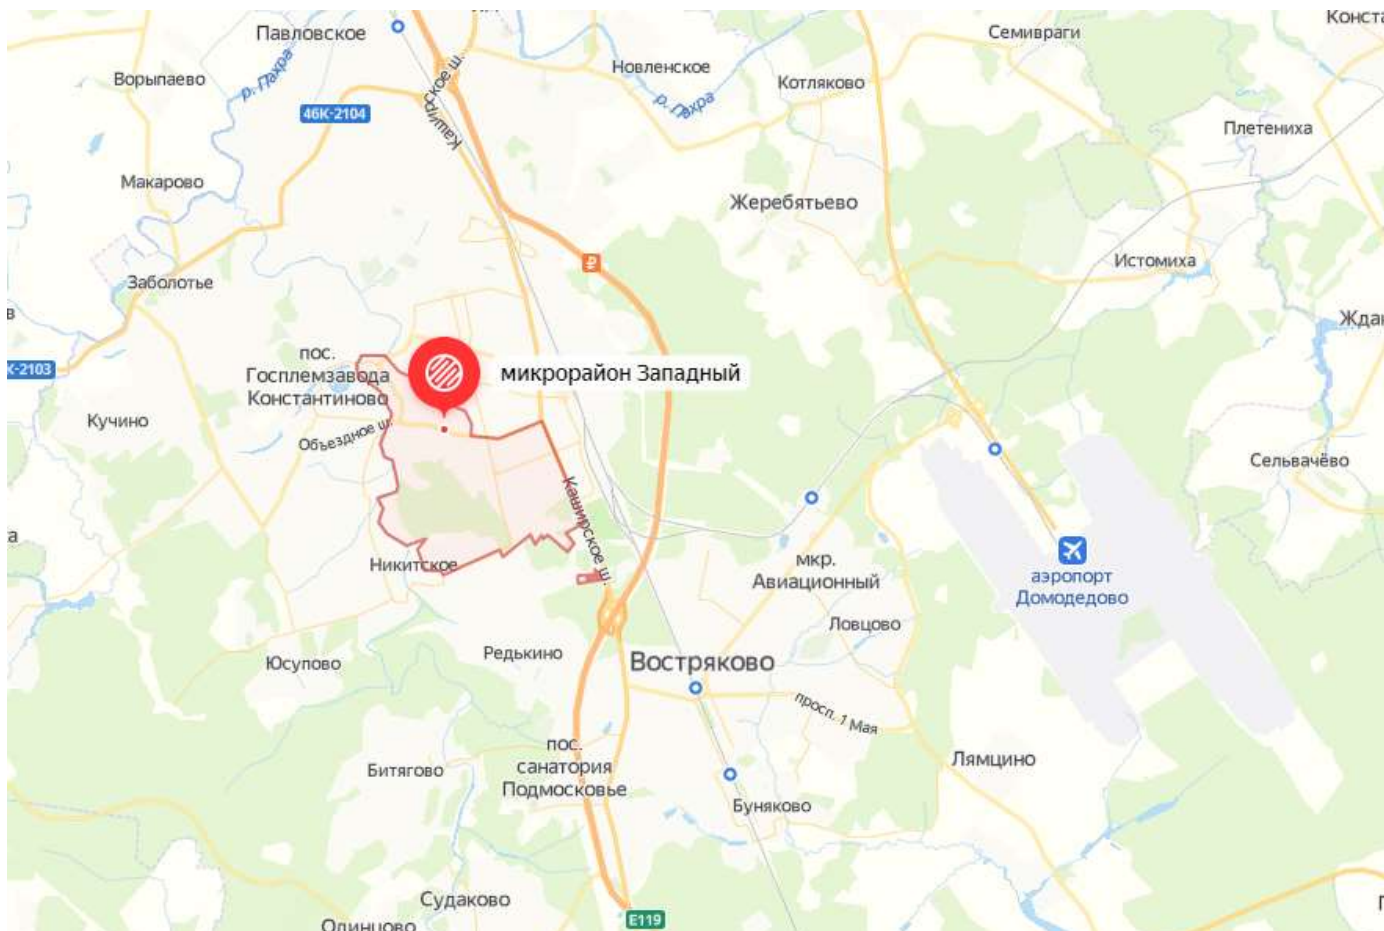 Павловское
Семивраги
Конста
Ворыпаево
р. Пахра
Новленское
Котляково
р. Пахра
46К-2104
Каширское ш.
Плетениха
Макарово
Жеребятьево
Истомиха
Заболотье
₽
в
Ждан
пос.
Госплемзавода
Константиново
К-2103
микрорайон Западный
Кучино
Объездное ш.
Сельвачёво
Каширское ш.
а
Никитское
мкр.
Авиационный
аэропорт
Домодедово
Ловцово
Юсупово
Редькино
Востряково
просп. 1 Мая
пос.
санатория
Подмосковье
Битягово
Лямцино
Буняково
Судаково
Одинцово
E119